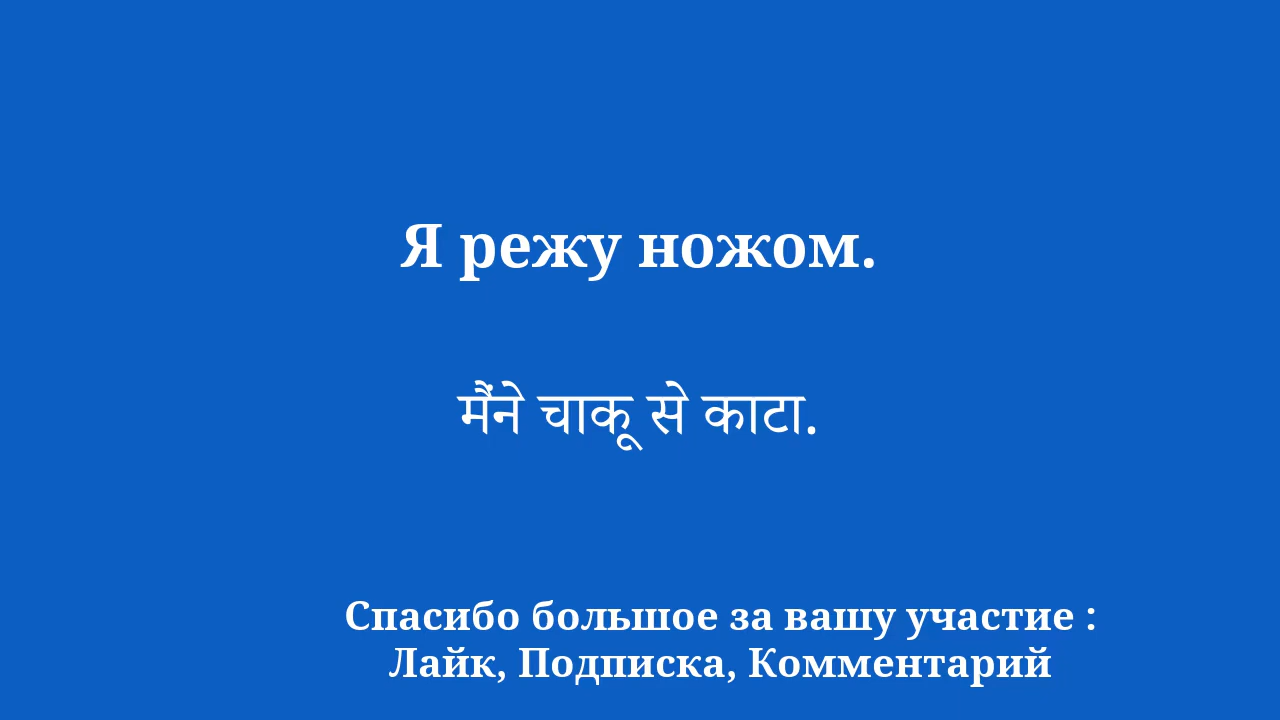 Я режу ножом.
मैंने चाकू से काटा.
Спасибо большое за вашу участие :
Лайк, Подписка, Комментарий